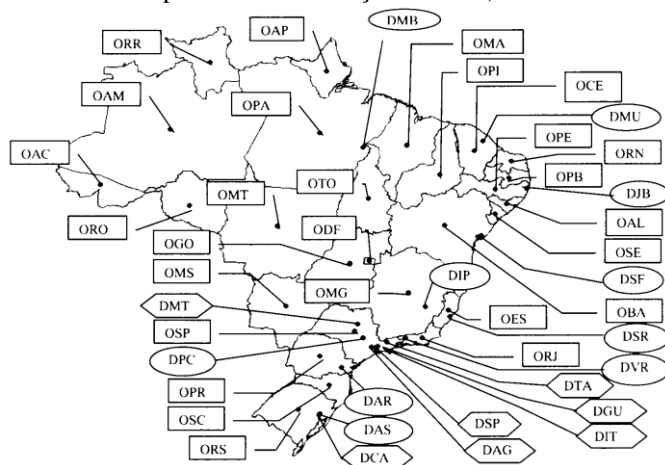 DMB
OAP
ORR
OMA
OPI
OAM
OCE
OPA
DMU
OPE
OAC
ORN
OPB
OTO
OMT
DJB
ORO
OAL
ODF
OGO
OSE
OMS
DIP
DSF
OMG
DMT
OES
OBA
OSP
DSR
DPC
ORJ
DVR
DTA
OPR
DAR
DGU
OSC
DSP
DAS
DIT
ORS
DAG
DCA